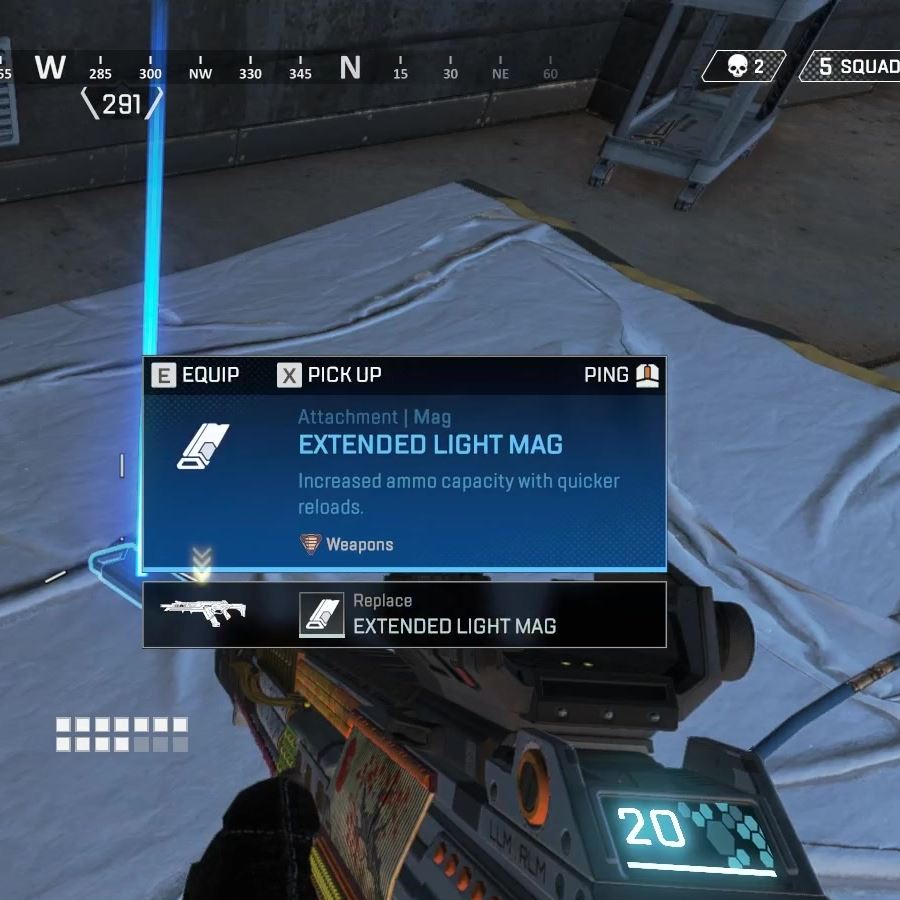 W 285 300 NW 330 345 N 15 30 NE 60
291
2
5 SQUAD
E EQUIP X PICK UP PING
Attachment | Mag
EXTENDED LIGHT MAG
Increased ammo capacity with quicker
reloads.
Weapons
Replace
EXTENDED LIGHT MAG
20